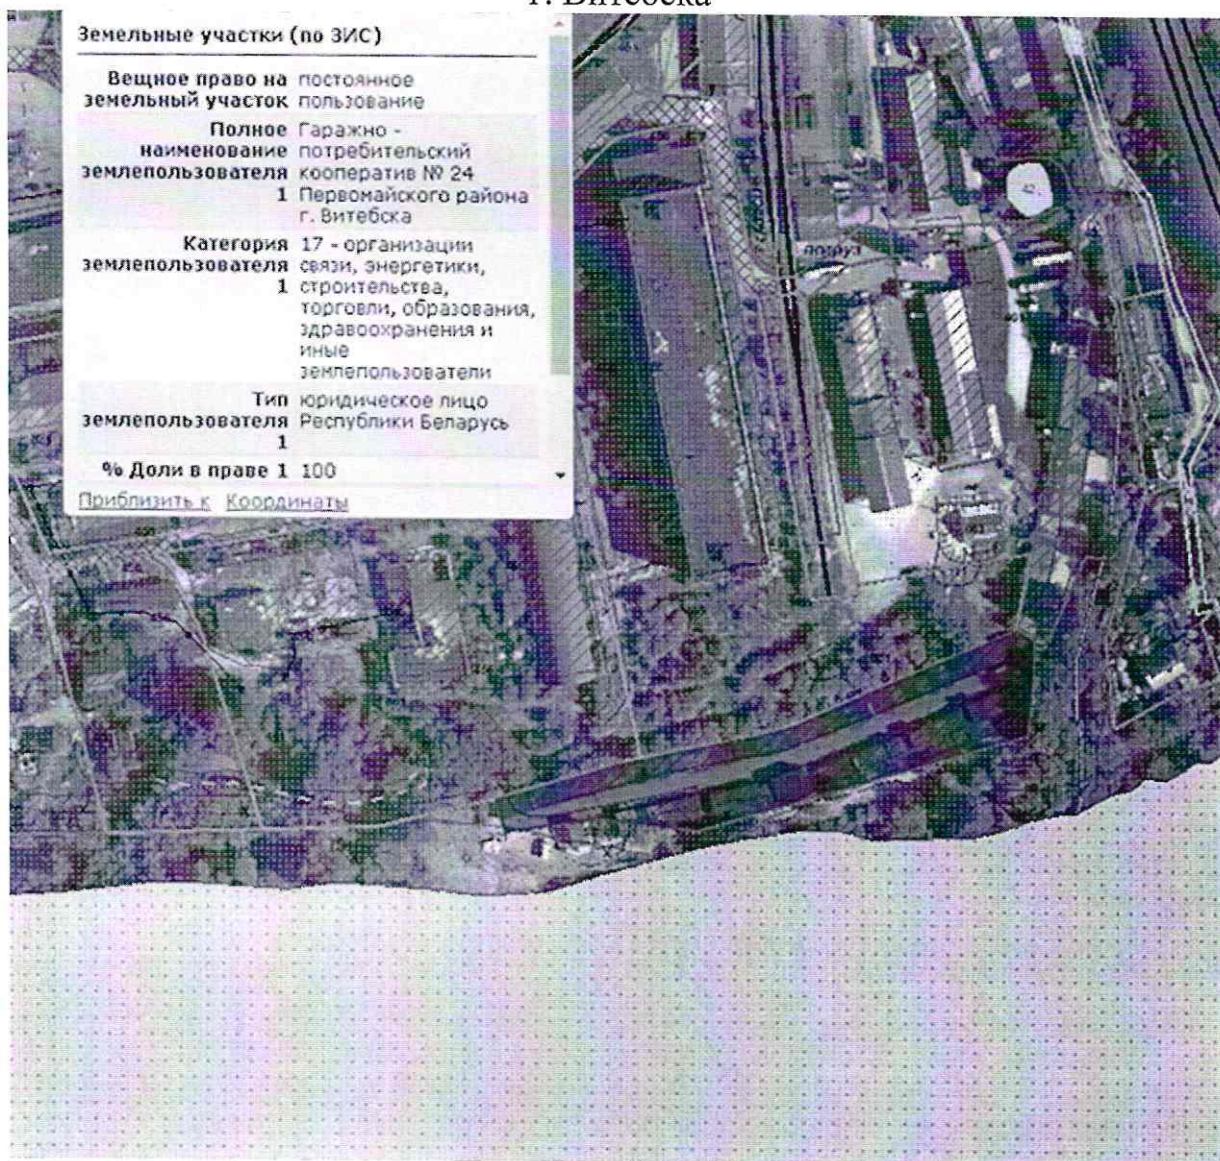 г. Витебска
Земельные участки (по ЗИС)
Вещное право на постоянное
земельный участок пользование
Полное Гаражно -
наименование потребительский
землепользователя кооператив № 24
1 Первомайского района
г. Витебска
Категория 17 - организации
землепользователя связи, энергетики,
1 строительства,
торговли, образования,
здравоохранения и
иные
землепользователи
Тип юридическое лицо
землепользователя Республики Беларусь
1
% Доли в праве 1 100
Приблизить к Координаты